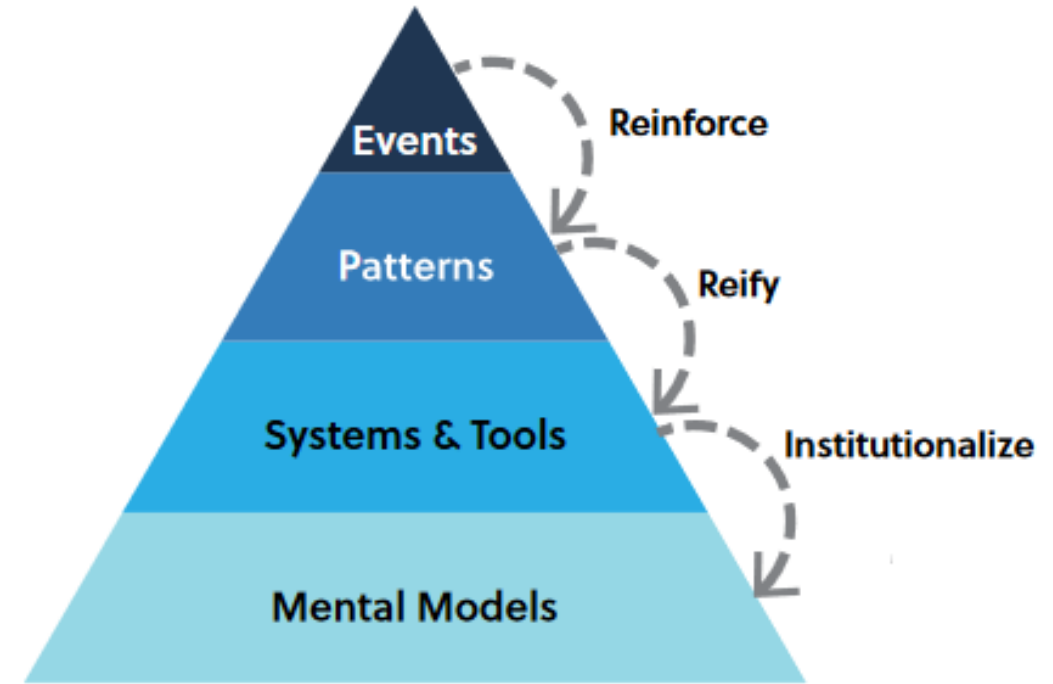 Events
Reinforce
Patterns
Reify
Systems & Tools
Institutionalize
Mental Models